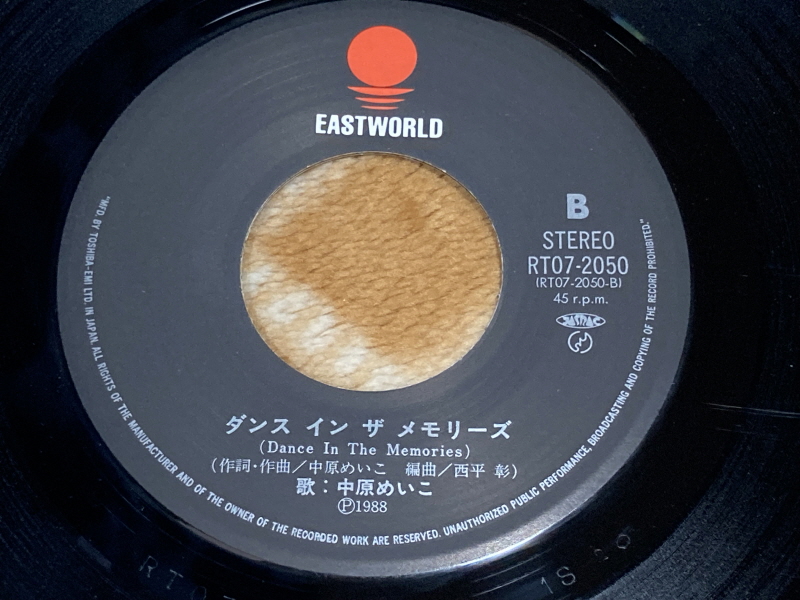 EASTWORLD
B
STEREO
RT07-2050
(RT07-2050-B)
45 r.p.m.
JASRAC
ダンス イン ザ メモリーズ
(Dance In The Memories)
(作詞・作曲/中原めいこ 編曲/西平 彰)
歌:中原めいこ
Ⓟ1988
"MFD. BY TOSHIBA-EMI LTD. IN JAPAN. ALL RIGHTS OF THE MANUFACTURER AND OF THE OWNER OF THE RECORDED WORK ARE RESERVED. UNAUTHORIZED PUBLIC PERFORMANCE, BROADCASTING AND COPYING OF THE RECORD PROHIBITED."